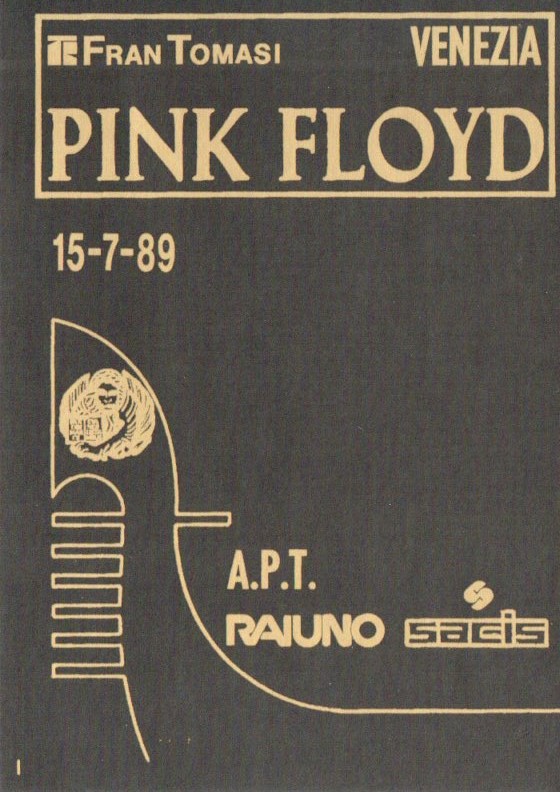 FRAN TOMASI
VENEZIA
PINK FLOYD
15-7-89
A.P.T.
RAIUNO
sacis